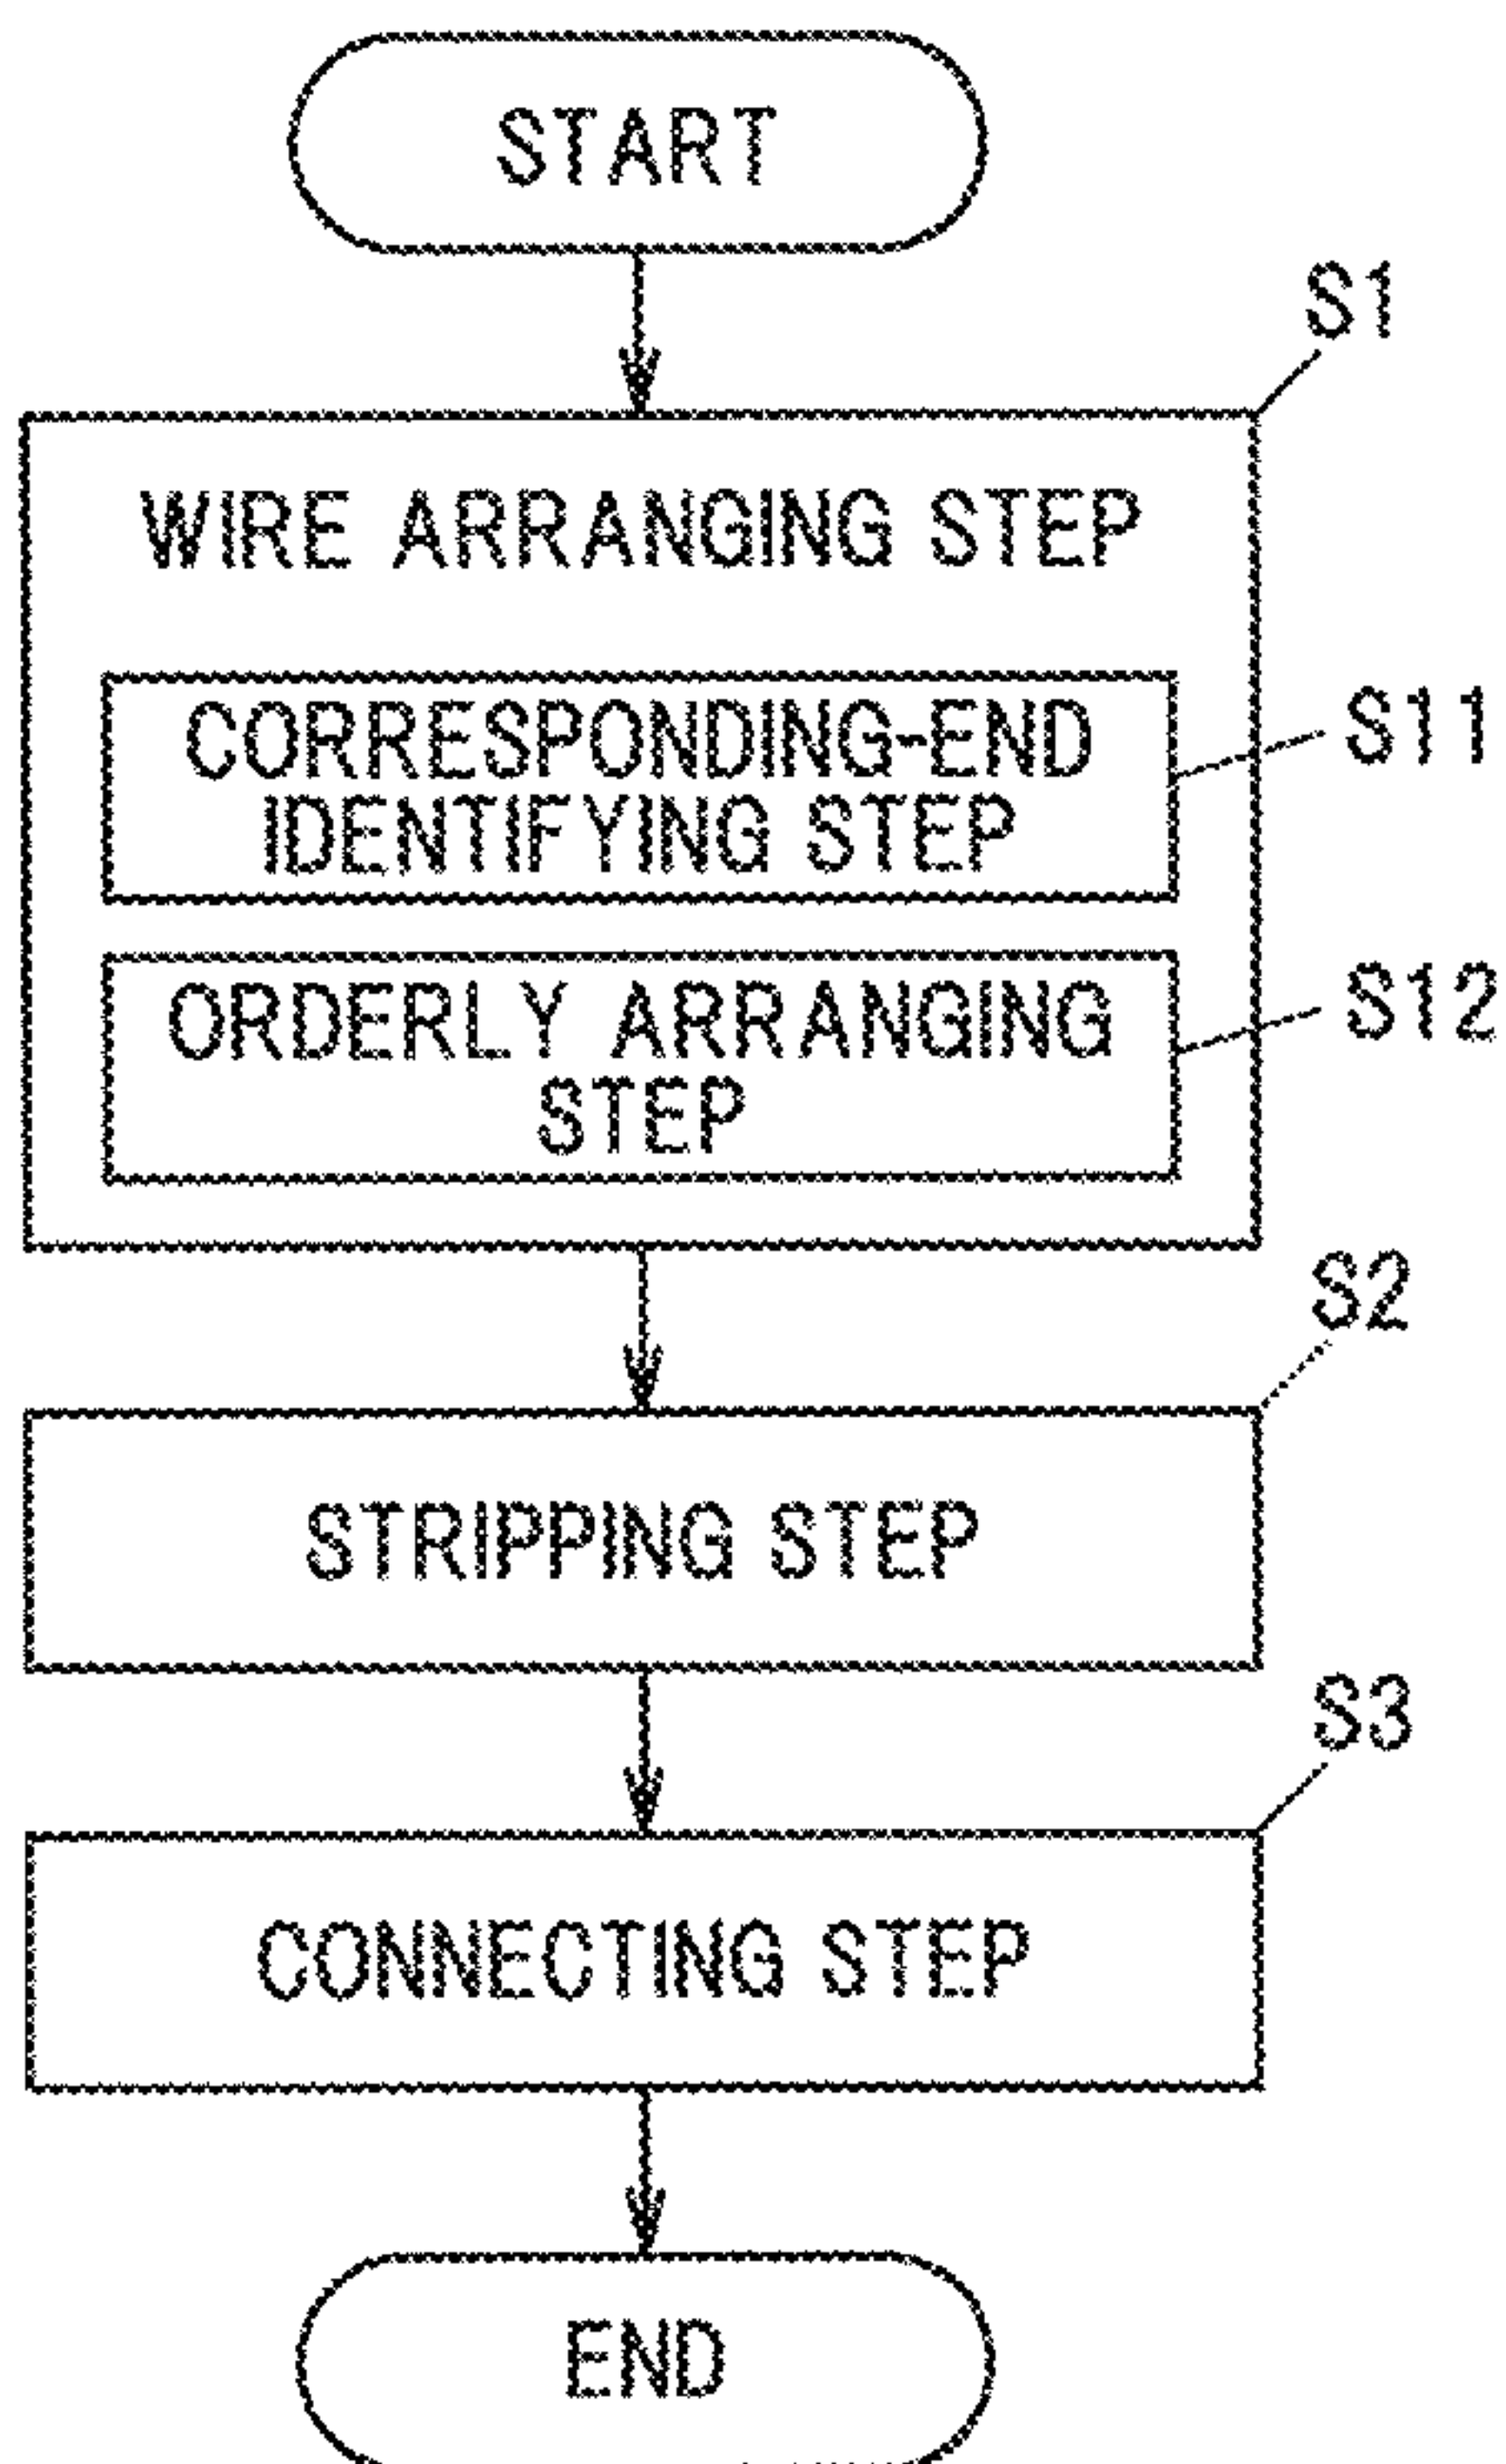 START
S1
WIRE ARRANGING STEP
CORRESPONDING-END
IDENTIFYING STEP
S11
ORDERLY ARRANGING
STEP
S12
S2
STRIPPING STEP
S3
CONNECTING STEP
END